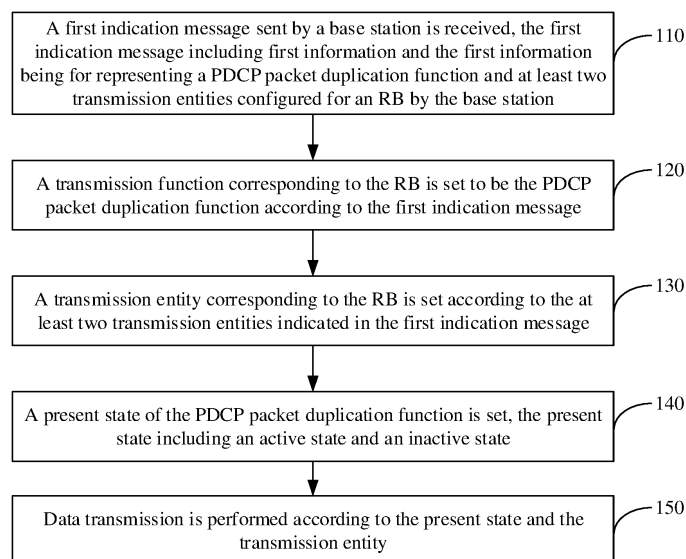 A first indication message sent by a base station is received, the first
indication message including first information and the first information
being for representing a PDCP packet duplication function and at least two
transmission entities configured for an RB by the base station
110
A transmission function corresponding to the RB is set to be the PDCP
packet duplication function according to the first indication message
120
A transmission entity corresponding to the RB is set according to the at
least two transmission entities indicated in the first indication message
130
A present state of the PDCP packet duplication function is set, the present
state including an active state and an inactive state
140
Data transmission is performed according to the present state and the
transmission entity
150